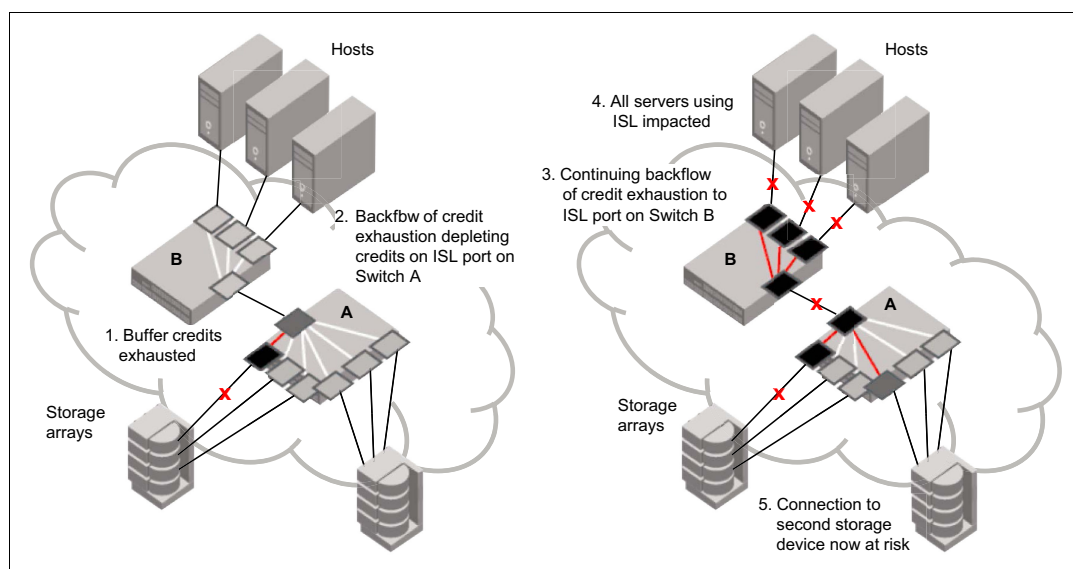 Hosts
2. Backfbw of credit
exhaustion depleting
credits on ISL port on
Switch A
B
A
1. Buffer credits
exhausted
x
Storage
arrays
Hosts
4. All servers using
ISL impacted
3. Continuing backflow
of credit exhaustion to
ISL port on Switch B
x
x
x
B
x
A
x
Storage
arrays
5. Connection to
second storage
device now at risk